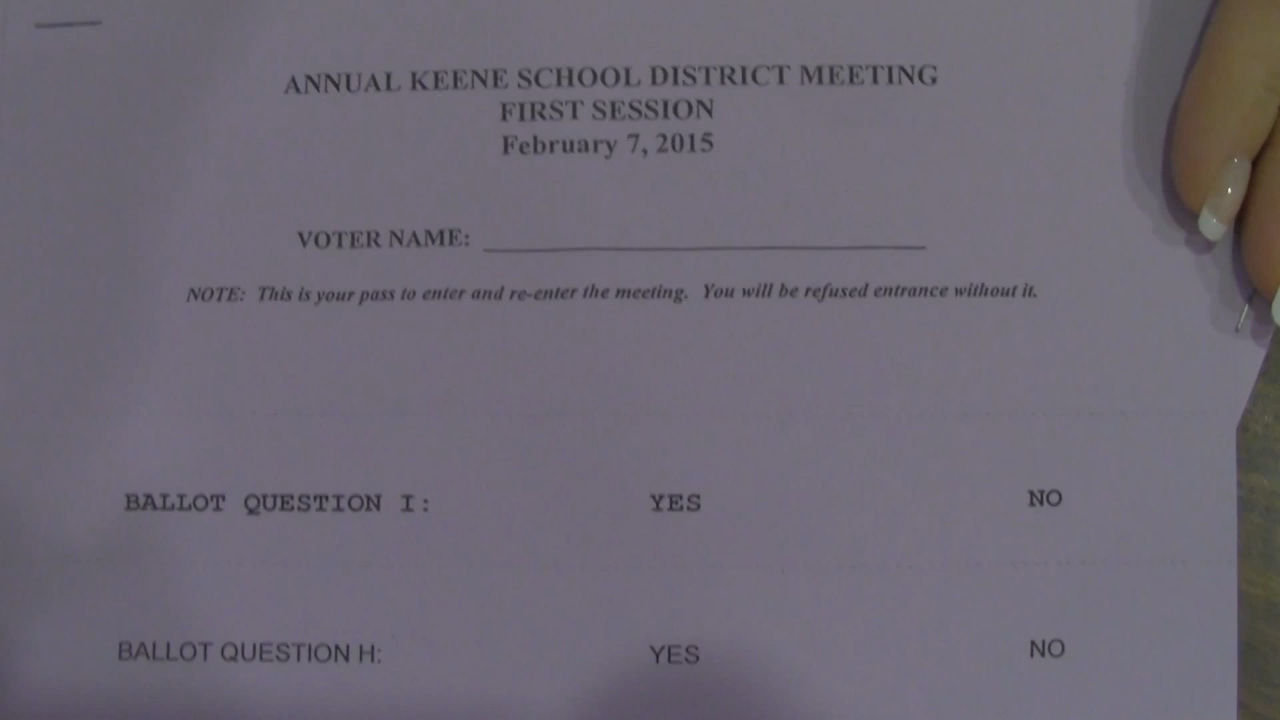 ANNUAL KEENE SCHOOL DISTRICT MEETING
FIRST SESSION
February 7, 2015
VOTER NAME:
NOTE: This is your pass to enter and re-enter the meeting. You will be refused entrance without it.
BALLOT QUESTION I: YES NO
BALLOT QUESTION H: YES NO